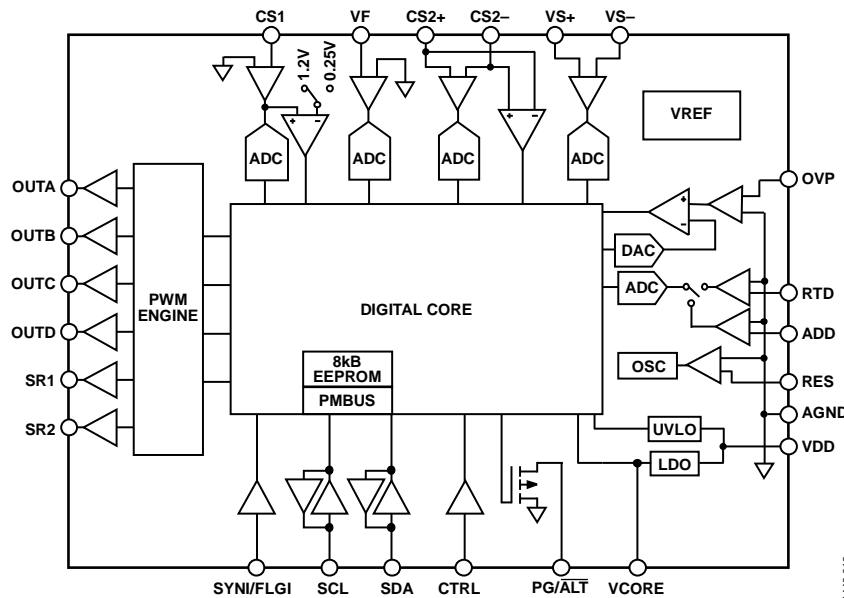 CS1 VF CS2+ CS2– VS+ VS–
1.2V
0.25V
VREF
+ –
+ –
ADC
ADC
ADC
ADC
OUTA
OUTB
OUTC
OUTD
SR1
SR2
PWM
ENGINE
DIGITAL CORE
8kB
EEPROM
PMBUS
+
–
DAC
ADC
OSC
UVLO
LDO
OVP
RTD
ADD
RES
AGND
VDD
SYNI/FLGI SCL SDA CTRL PG/ALT VCORE